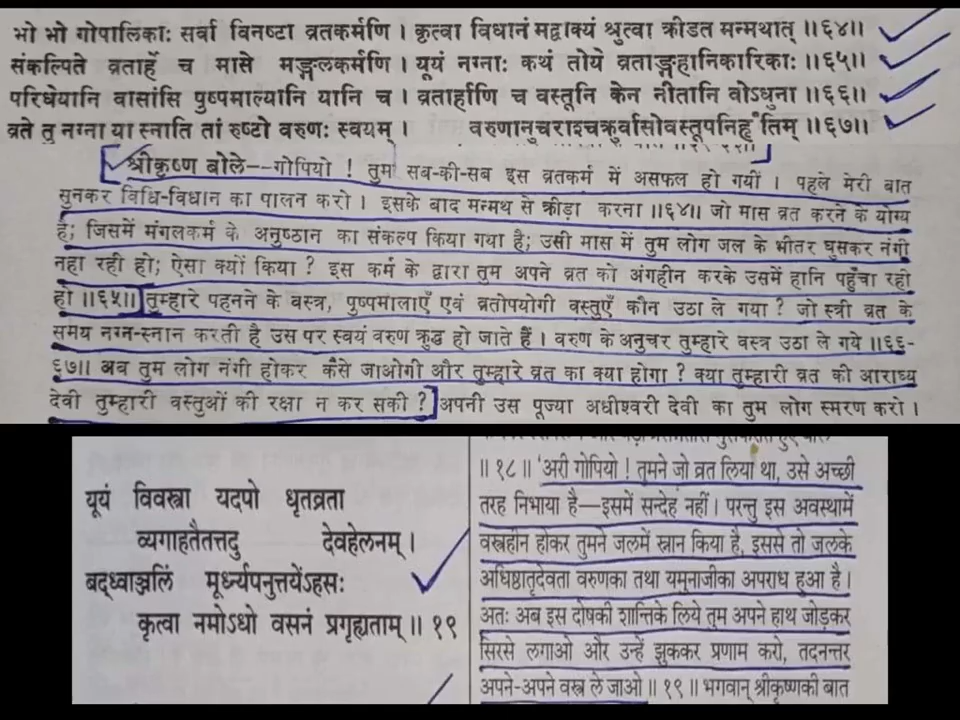 भो भो गोपालिकाः सर्वा विनष्टा व्रतकर्मणि । कृत्वा विधानं मद्वाक्यं श्रुत्वा क्रीडत मन्मथात् ॥६४॥
संकल्पिते व्रतार्हे च मासे मङ्गलकर्मणि । यूयं नग्नाः कथं तोये व्रताङ्गहानिकारिकाः ॥६५॥
परिधेयानि वासांसि पुष्पमाल्यानि यानि च । व्रतार्हाणि च वस्तूनि केन नीतानि वोऽधुना ॥६६॥
व्रते तु नग्ना या स्नाति तां रुष्टो वरुणः स्वयम् । वरुणानुचराश्चक्रुर्वासोवस्तूपनिहृतिम् ॥६७॥
श्रीकृष्ण बोले--गोपियो ! तुम सब-की-सब इस व्रतकर्म में असफल हो गयीं । पहले मेरी बात
सुनकर विधि-विधान का पालन करो । इसके बाद मन्मथ से क्रीड़ा करना ॥६४॥ जो मास व्रत करने के योग्य
है; जिसमें मंगलकर्म के अनुष्ठान का संकल्प किया गया है; उसी मास में तुम लोग जल के भीतर घुसकर नंगी
नहा रही हो; ऐसा क्यों किया ? इस कर्म के द्वारा तुम अपने व्रत को अंगहीन करके उसमें हानि पहुँचा रही
हो ॥६५॥ तुम्हारे पहनने के वस्त्र, पुष्पमालाएँ एवं व्रतोपयोगी वस्तुएँ कौन उठा ले गया ? जो स्त्री व्रत के
समय नग्न-स्नान करती है उस पर स्वयं वरुण क्रुद्ध हो जाते हैं । वरुण के अनुचर तुम्हारे वस्त्र उठा ले गये ॥६६-
६७॥ अब तुम लोग नंगी होकर कैसे जाओगी और तुम्हारे व्रत का क्या होगा ? क्या तुम्हारी व्रत की आराध्य
देवी तुम्हारी वस्तुओं की रक्षा न कर सकी ? अपनी उस पूज्या अधीश्वरी देवी का तुम लोग स्मरण करो ।
यूयं विवस्त्रा यदपो धृतव्रता
व्यगाहतैतत्तदु देवहेलनम् ।
बद्ध्वाञ्जलिं मूर्ध्न्यपनुत्तयेंऽहसः
कृत्वा नमोऽधो वसनं प्रगृह्यताम् ॥ १९
॥ १८ ॥ 'अरी गोपियो ! तुमने जो व्रत लिया था, उसे अच्छी
तरह निभाया है—इसमें सन्देह नहीं । परन्तु इस अवस्थामें
वस्त्रहीन होकर तुमने जलमें स्नान किया है, इससे तो जलके
अधिष्ठातृदेवता वरुणका तथा यमुनाजीका अपराध हुआ है ।
अतः अब इस दोषकी शान्तिके लिये तुम अपने हाथ जोड़कर
सिरसे लगाओ और उन्हें झुककर प्रणाम करो, तदनन्तर
अपने-अपने वस्त्र ले जाओ ॥ १९ ॥ भगवान् श्रीकृष्णकी बात